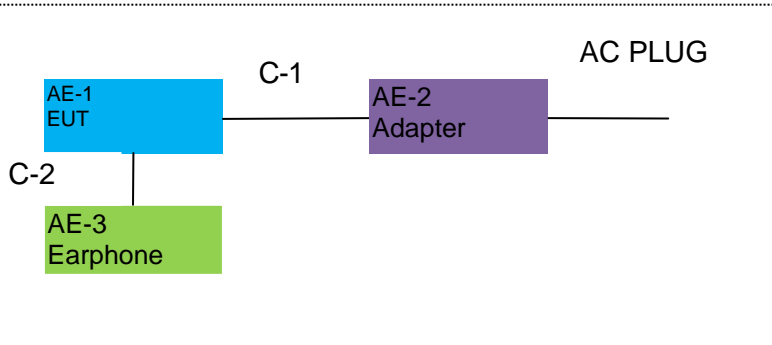 AC PLUG
C-1
AE-1
EUT
AE-2
Adapter
C-2
AE-3
Earphone